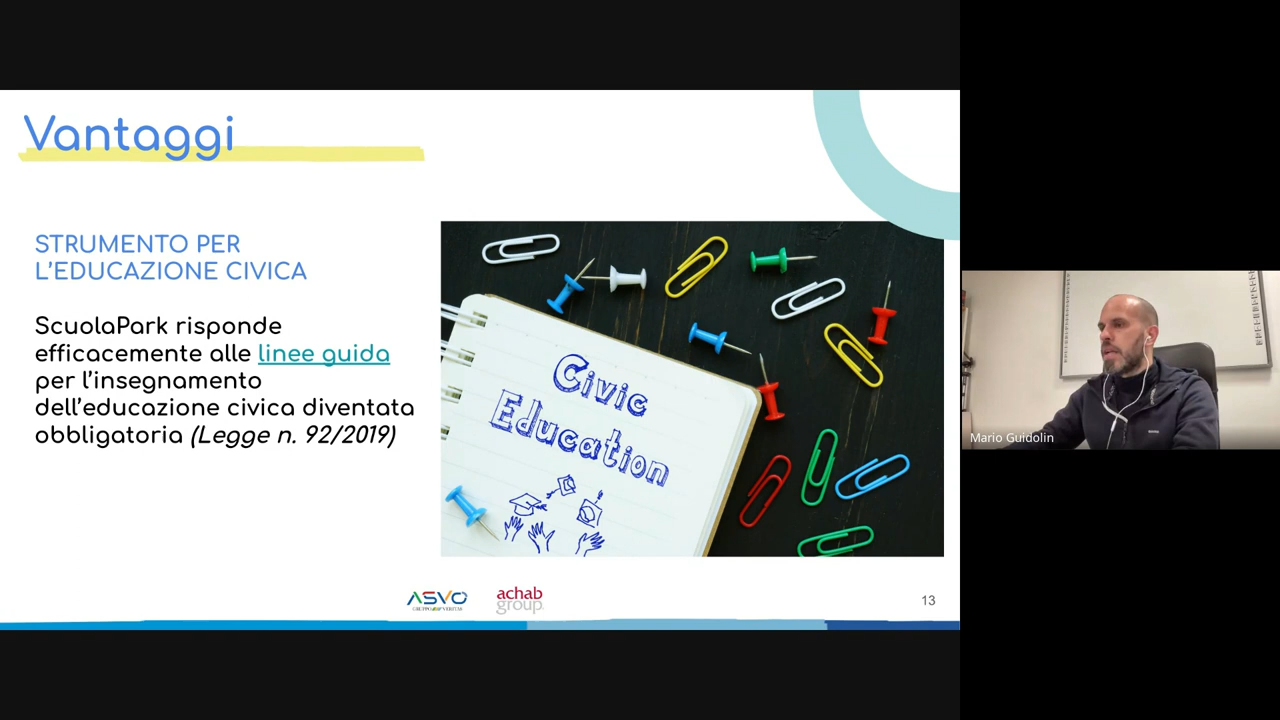 Vantaggi
STRUMENTO PER
L'EDUCAZIONE CIVICA
ScuolaPark risponde
efficacemente alle linee guida
per l'insegnamento
dell'educazione civica diventata
obbligatoria (Legge n. 92/2019)
Civic
Education
ASVO
GRUPPO VERITAS
achab
group
13
Mario Guidolin